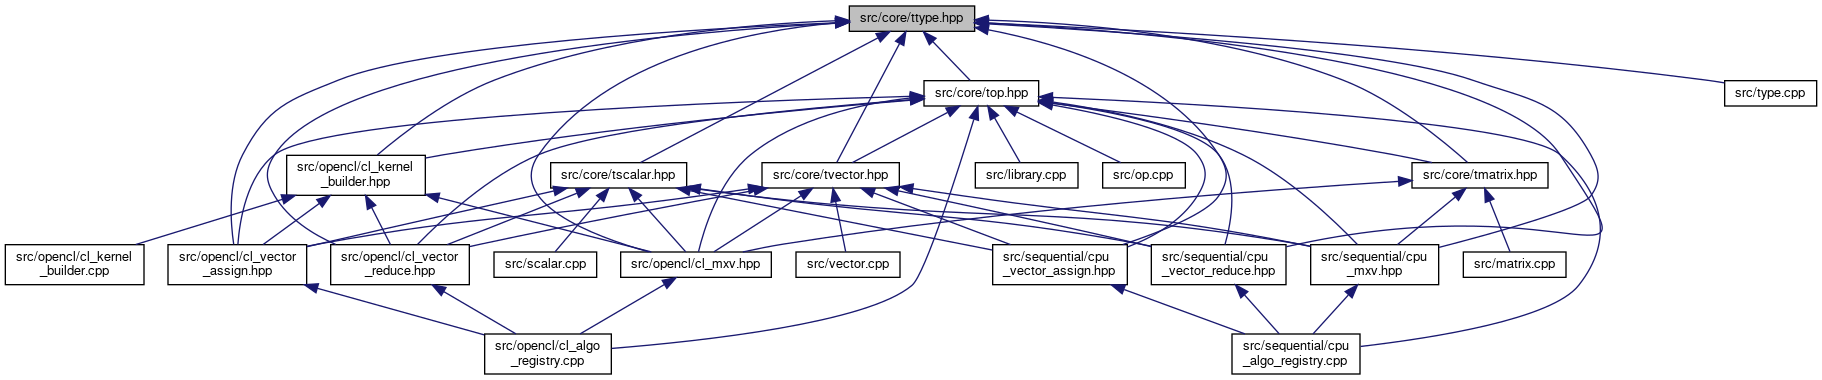 src/core/ttype.hpp
src/core/top.hpp
src/type.cpp
src/opencl/cl_kernel
_builder.hpp
src/core/tscalar.hpp
src/core/tvector.hpp
src/library.cpp
src/op.cpp
src/core/tmatrix.hpp
src/opencl/cl_kernel
_builder.cpp
src/opencl/cl_vector
_assign.hpp
src/opencl/cl_vector
_reduce.hpp
src/scalar.cpp
src/opencl/cl_mxv.hpp
src/vector.cpp
src/sequential/cpu
_vector_assign.hpp
src/sequential/cpu
_vector_reduce.hpp
src/sequential/cpu
_mxv.hpp
src/matrix.cpp
src/opencl/cl_algo
_registry.cpp
src/sequential/cpu
_algo_registry.cpp